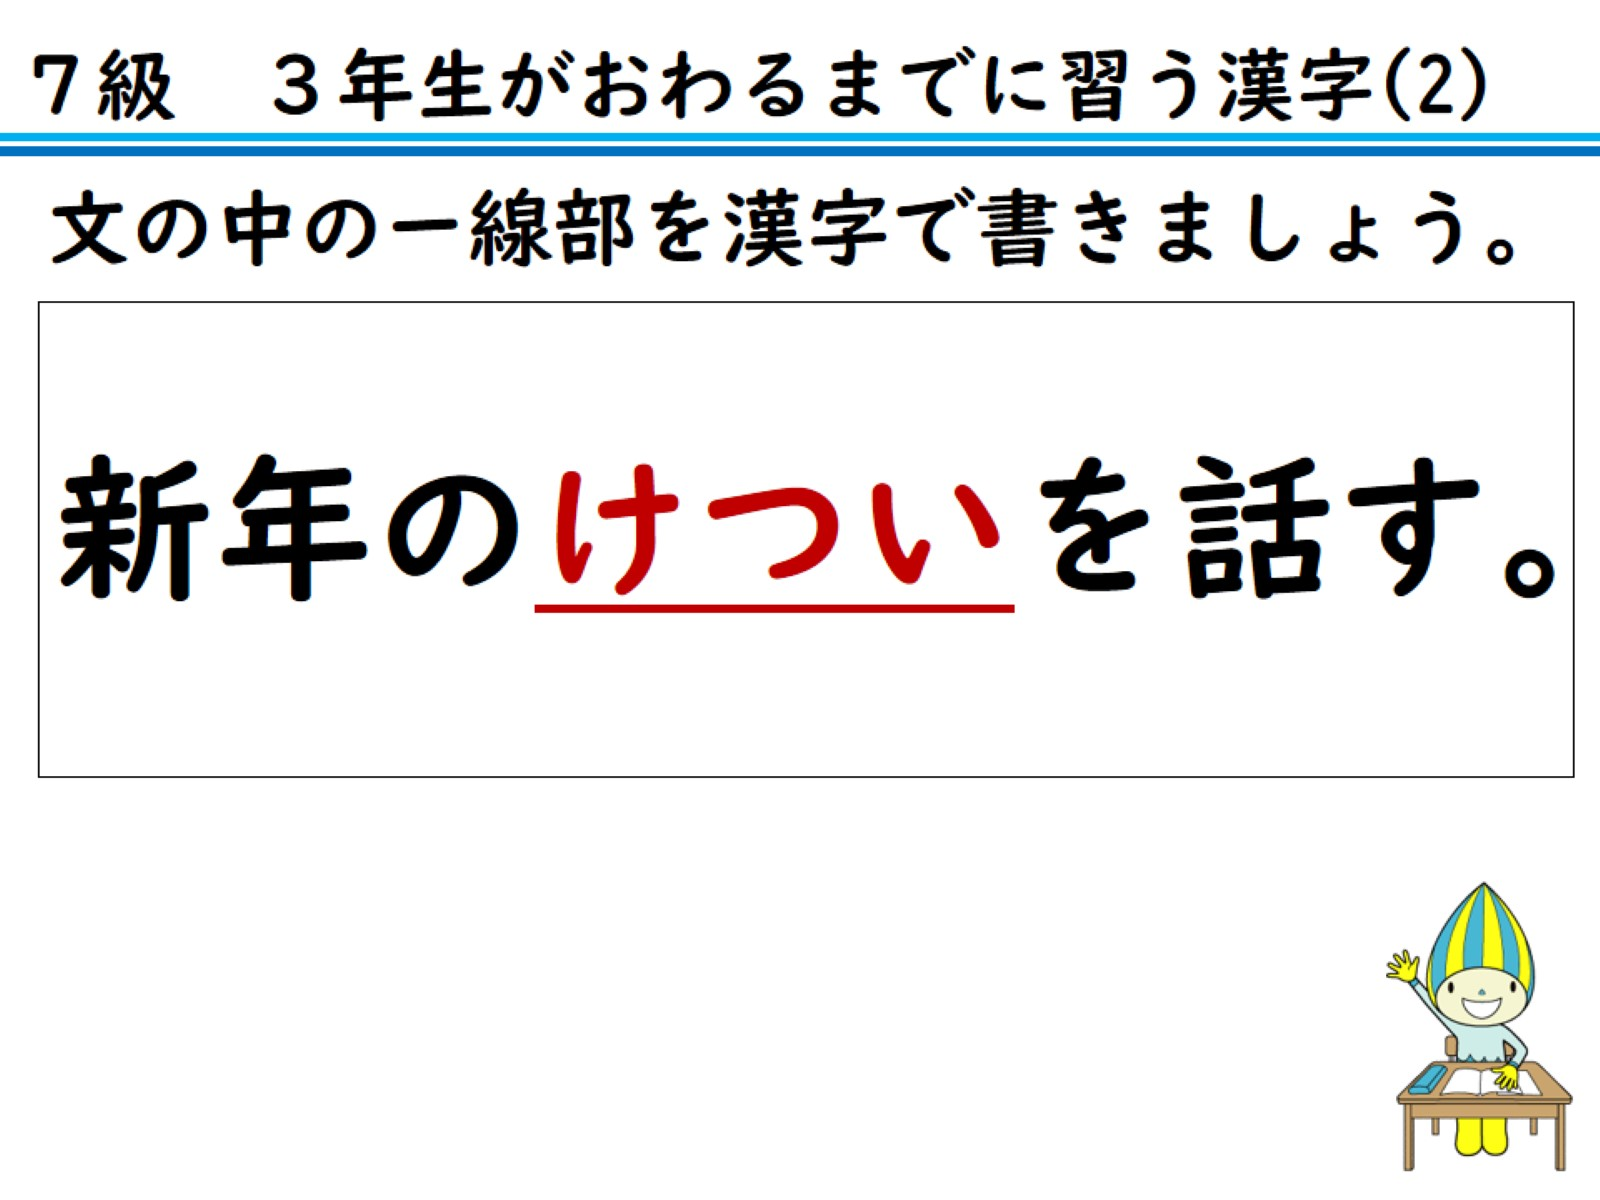 ７級　３年生がおわるまでに習う漢字(2)
文の中の―線部を漢字で書きましょう。
新年のけついを話す。